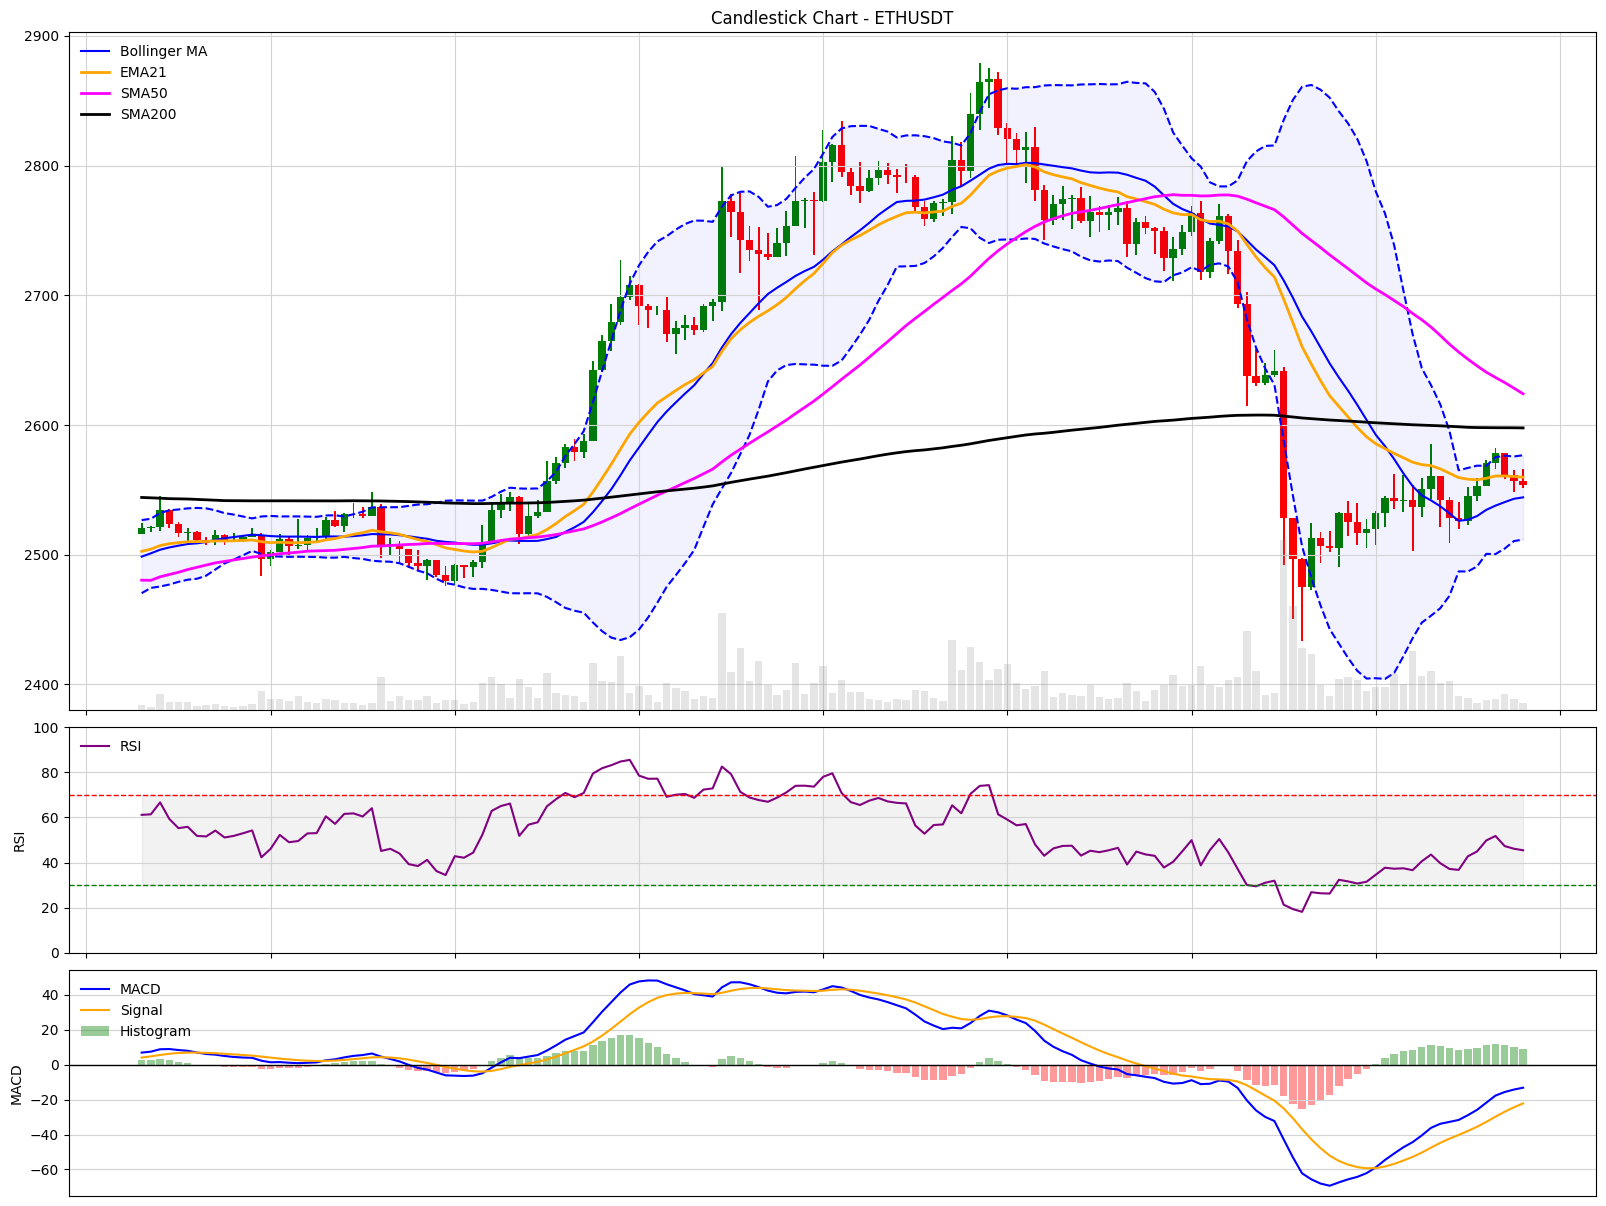 Candlestick Chart - ETHUSDT
2900
2800
2700
2600
2500
2400
Bollinger MA
EMA21
SMA50
SMA200
100
80
60
40
20
0
RSI
RSI
40
20
0
−20
−40
−60
MACD
MACD
Signal
Histogram